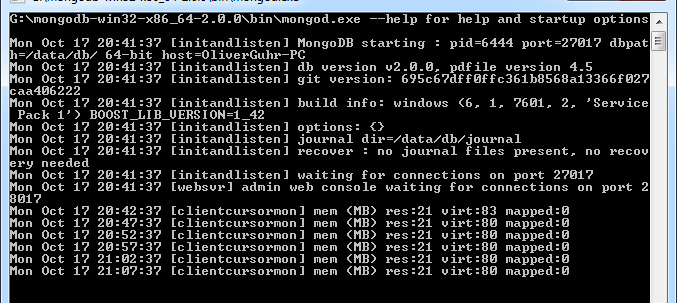 G:\mongodb-win32-x86_64-2.0.0\bin\mongod.exe --help for help and startup options
Mon Oct 17 20:41:37 [initandlisten] MongoDB starting : pid=6444 port=27017 dbpat
h=/data/db/ 64-bit host=OliverGuhr-PC
Mon Oct 17 20:41:37 [initandlisten] db version v2.0.0, pdfile version 4.5
Mon Oct 17 20:41:37 [initandlisten] git version: 695c67dff0ffc361b8568a13366f027
caa406222
Mon Oct 17 20:41:37 [initandlisten] build info: windows (6, 1, 7601, 2, 'Service
 Pack 1') BOOST_LIB_VERSION=1_42
Mon Oct 17 20:41:37 [initandlisten] options: {}
Mon Oct 17 20:41:37 [initandlisten] journal dir=/data/db/journal
Mon Oct 17 20:41:37 [initandlisten] recover : no journal files present, no recov
ery needed
Mon Oct 17 20:41:37 [initandlisten] waiting for connections on port 27017
Mon Oct 17 20:41:37 [websvr] admin web console waiting for connections on port 2
8017
Mon Oct 17 20:42:37 [clientcursormon] mem (MB) res:21 virt:83 mapped:0
Mon Oct 17 20:47:37 [clientcursormon] mem (MB) res:21 virt:80 mapped:0
Mon Oct 17 20:52:37 [clientcursormon] mem (MB) res:21 virt:80 mapped:0
Mon Oct 17 20:57:37 [clientcursormon] mem (MB) res:21 virt:80 mapped:0
Mon Oct 17 21:02:37 [clientcursormon] mem (MB) res:21 virt:80 mapped:0
Mon Oct 17 21:07:37 [clientcursormon] mem (MB) res:21 virt:80 mapped:0